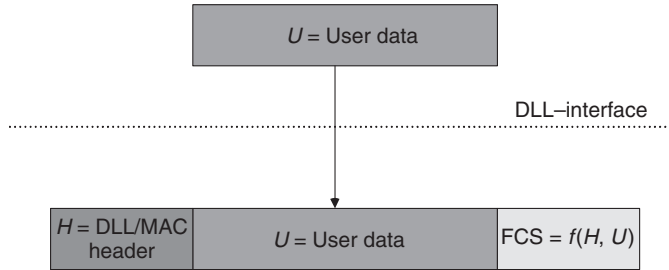 U = User data
DLL–interface
H = DLL/MAC
header
U = User data
FCS = f(H, U)